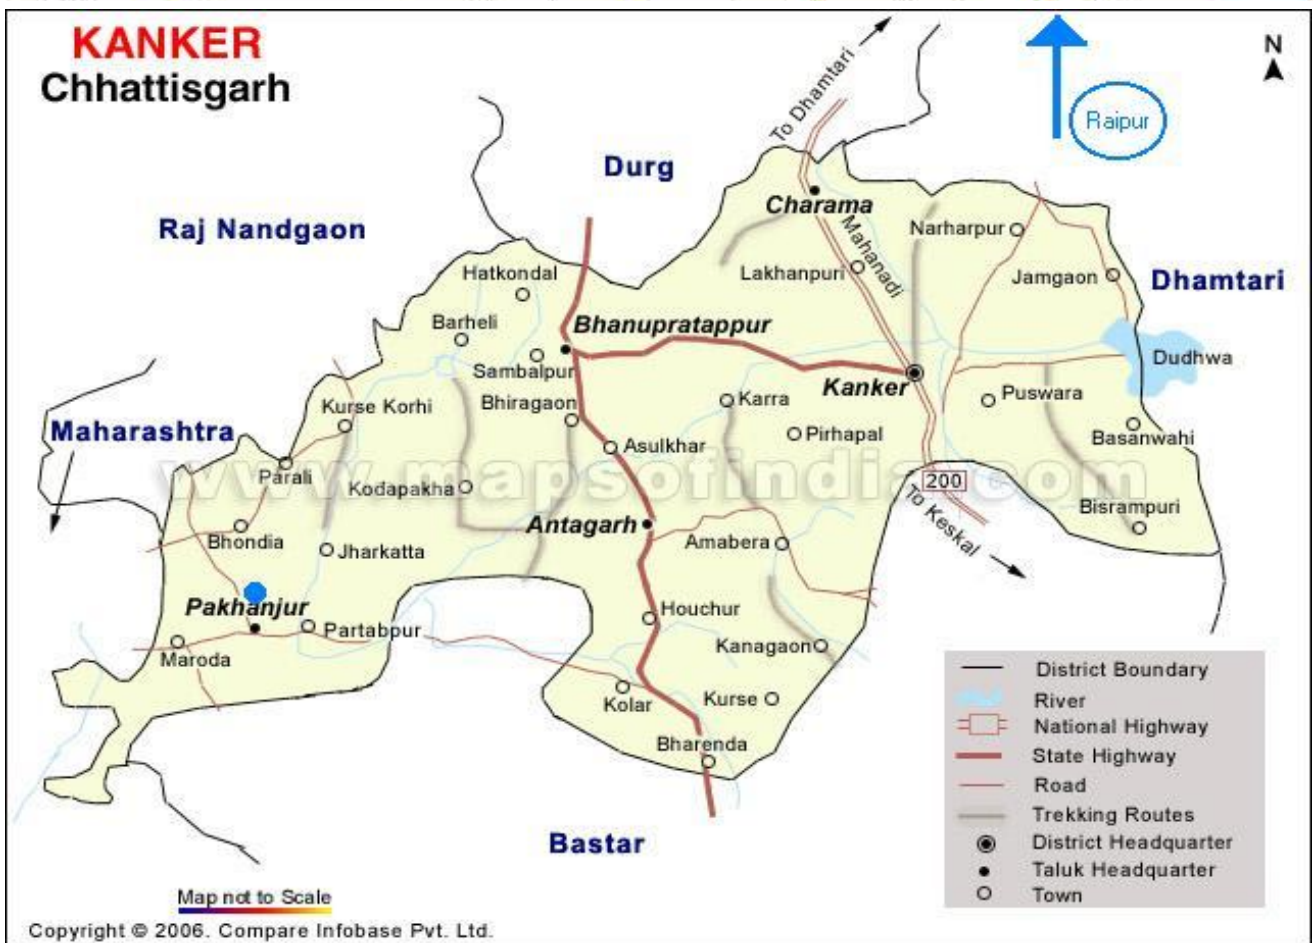 KANKER
Chhattisgarh
N
Raipur
To Dhamtari
Durg
Raj Nandgaon
Charama
Mahanadi
Narharpur
Hatkondal
Lakhanpuri
Jamgaon
Dhamtari
Barheli
Bhanupratappur
Sambalpur
Dudhwa
Kanker
Kurse Korhi
Bhiragaon
Karra
Puswara
Maharashtra
Asulkhar
Pirhapal
Basanwahi
www.mapsofindia.com
Parali
Kodapakha
200
To Keskal
Bisrampuri
Bhondia
Antagarh
Jharkatta
Amabera
Pakhanjur
Partabpur
Houchur
Maroda
Kanagaon
Kolar
Kurse
Bharenda
Bastar
District Boundary
River
National Highway
State Highway
Road
Trekking Routes
District Headquarter
Taluk Headquarter
Town
Map not to Scale
Copyright © 2006. Compare Infobase Pvt. Ltd.